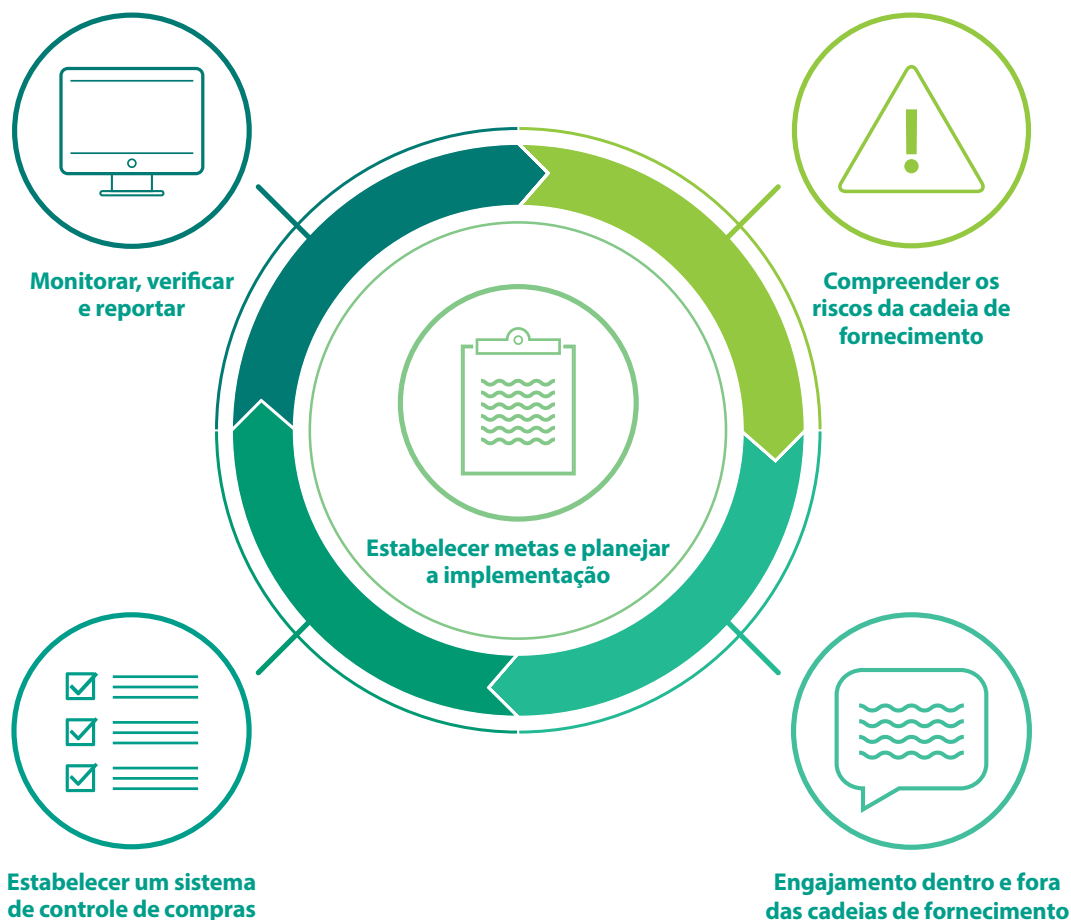 Monitorar, verificar
e reportar
Compreender os
riscos da cadeia de
fornecimento
Estabelecer metas e planejar
a implementação
Estabelecer um sistema
de controle de compras
Engajamento dentro e fora
das cadeias de fornecimento